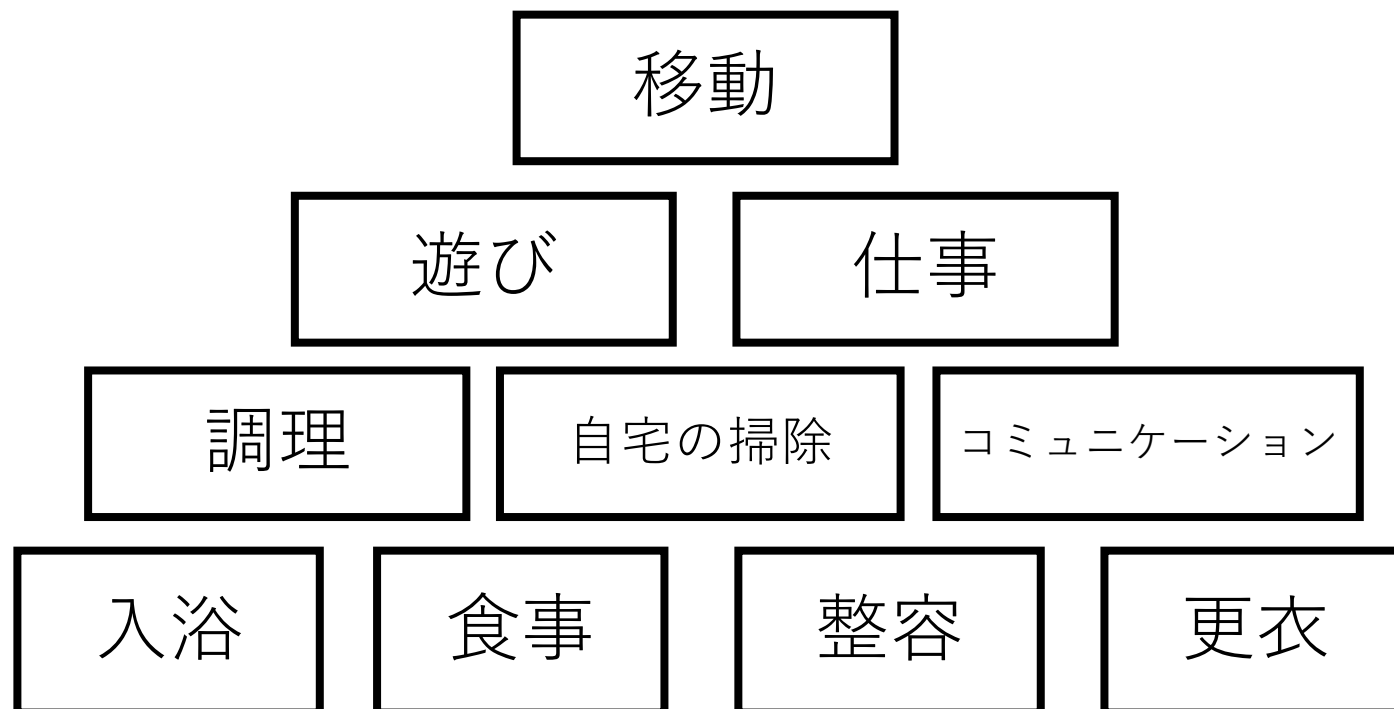 移動
遊び 仕事
調理 自宅の掃除 コミュニケーション
入浴 食事 整容 更衣